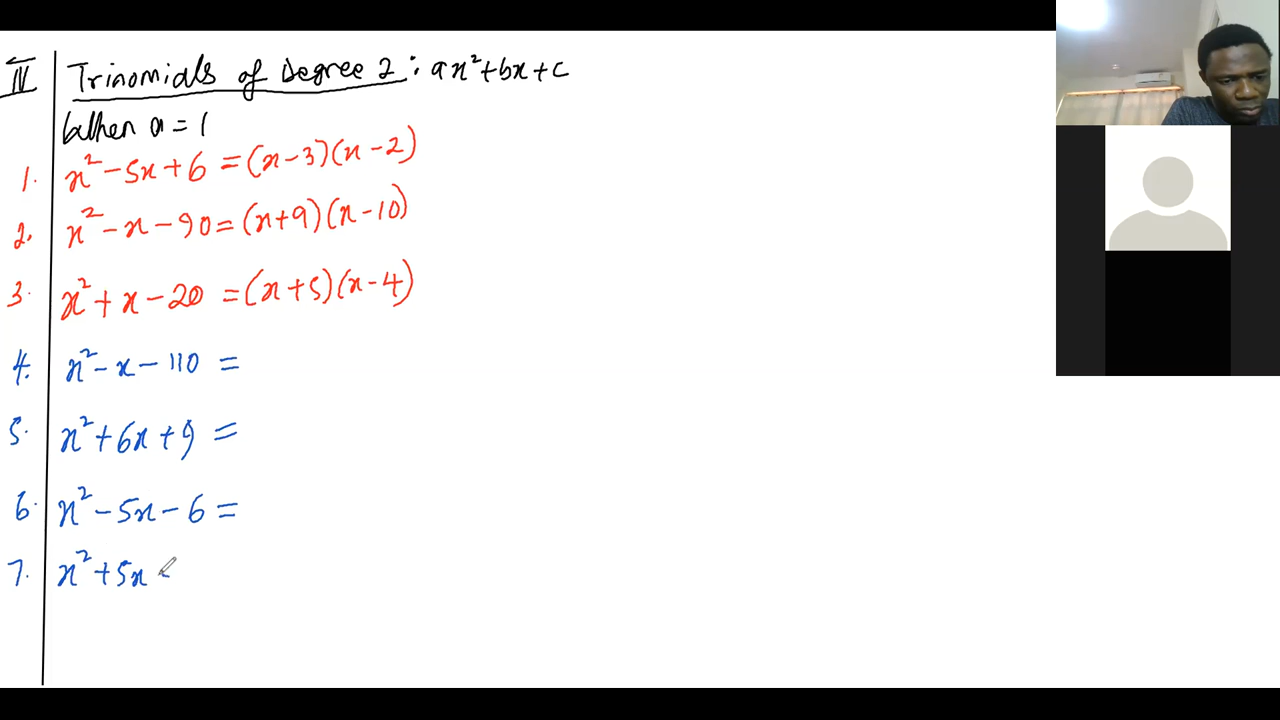 IV Trinomials of Degree 2 : ax²+bx+c
When a = 1
1. x² - 5x + 6 = (x - 3)(x - 2)
2. x² - x - 90 = (x + 9)(x - 10)
3. x² + x - 20 = (x + 5)(x - 4)
4. x² - x - 110 =
5. x² + 6x + 9 =
6. x² - 5x - 6 =
7. x² + 5x -